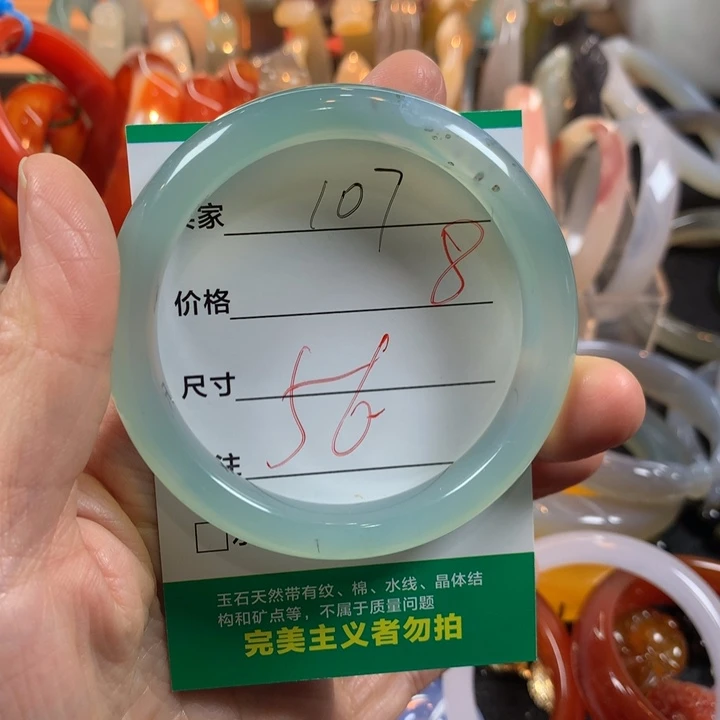 家 107
价格 8
尺寸 56
注
玉石天然带有纹、棉、水线、晶体结
构和矿点等，不属于质量问题
完美主义者勿拍